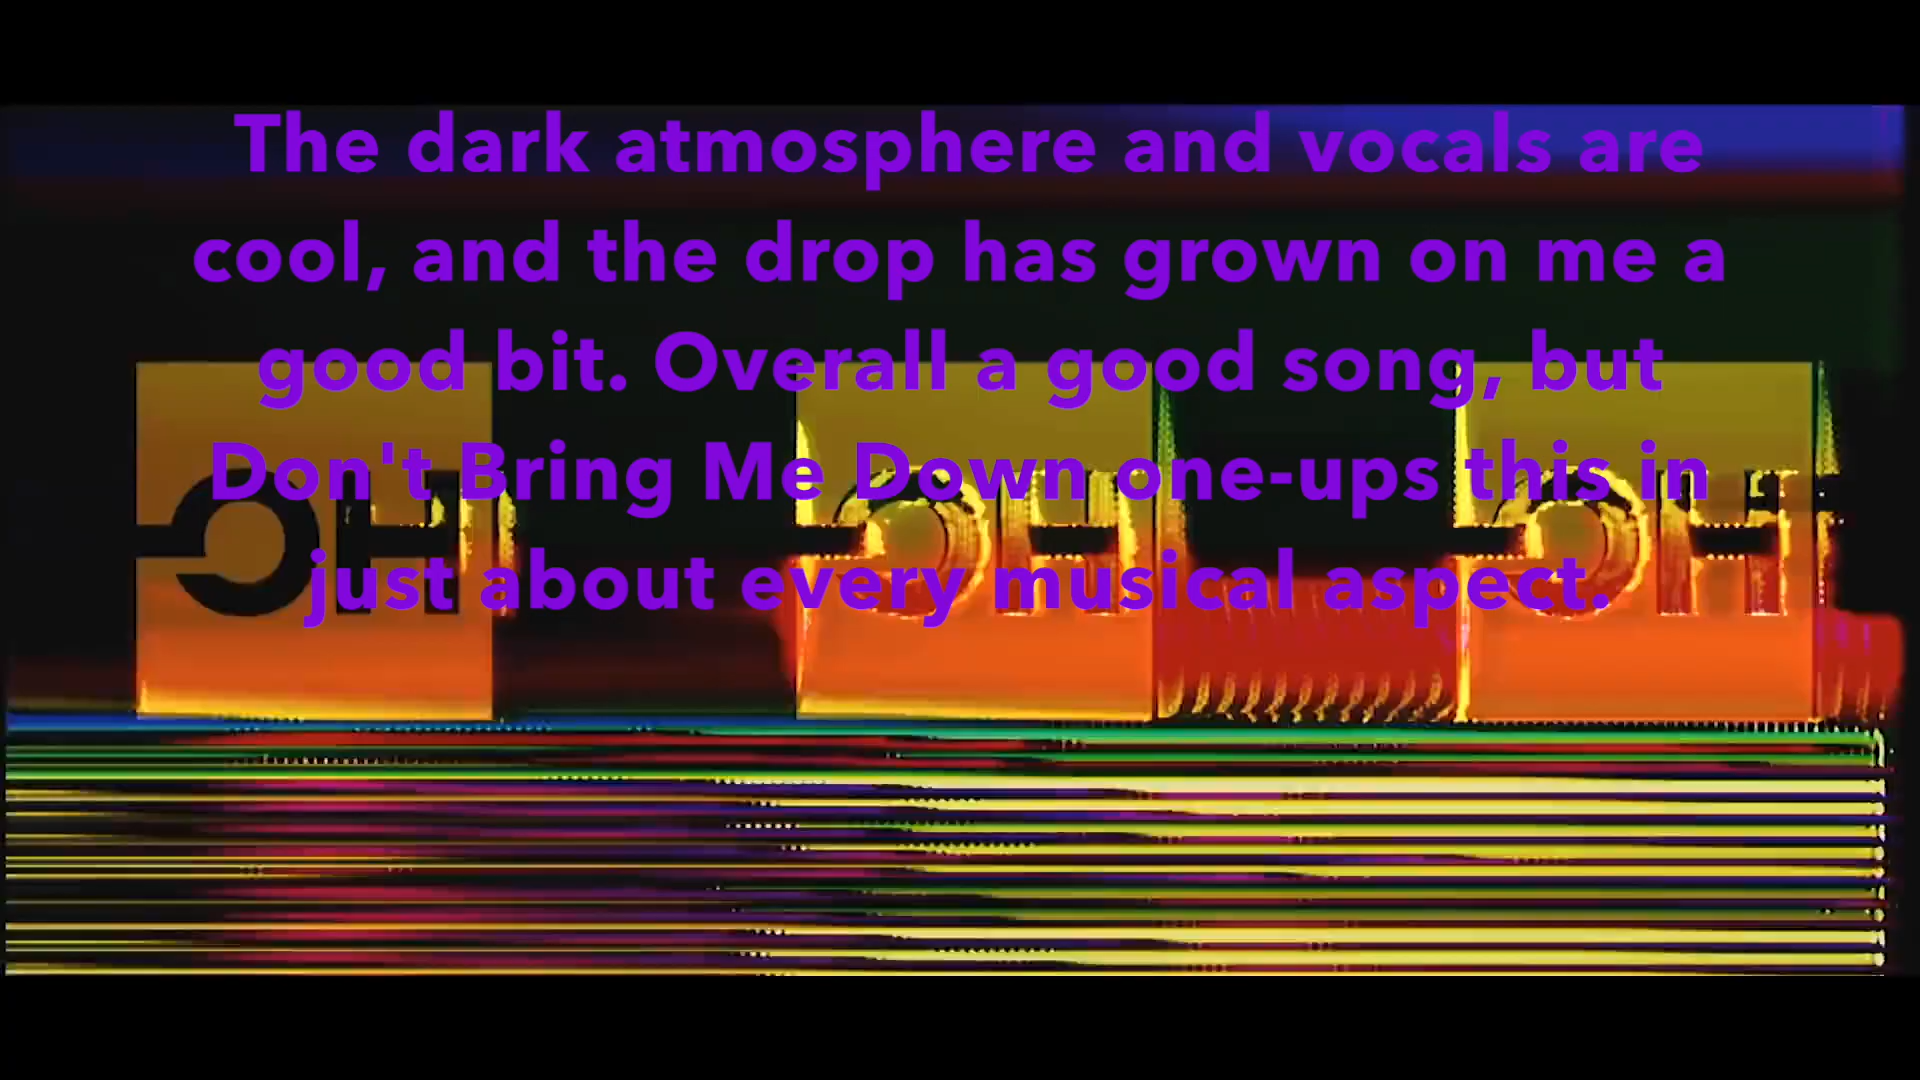 The dark atmosphere and vocals are
cool, and the drop has grown on me a
good bit. Overall a good song, but
Don't Bring Me Down one-ups this in
just about every musical aspect.